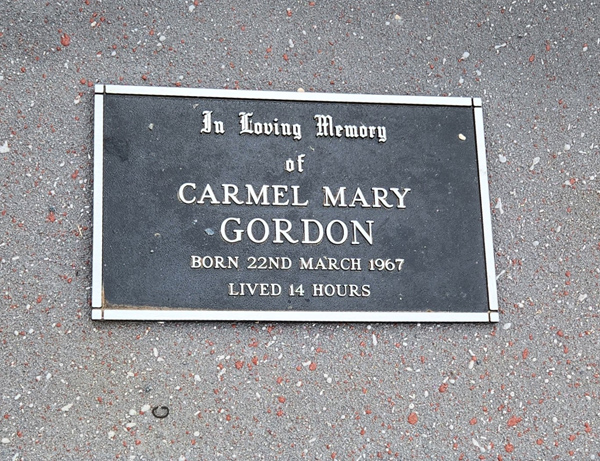 In Loving Memory
of
CARMEL MARY
GORDON
BORN 22ND MARCH 1967
LIVED 14 HOURS